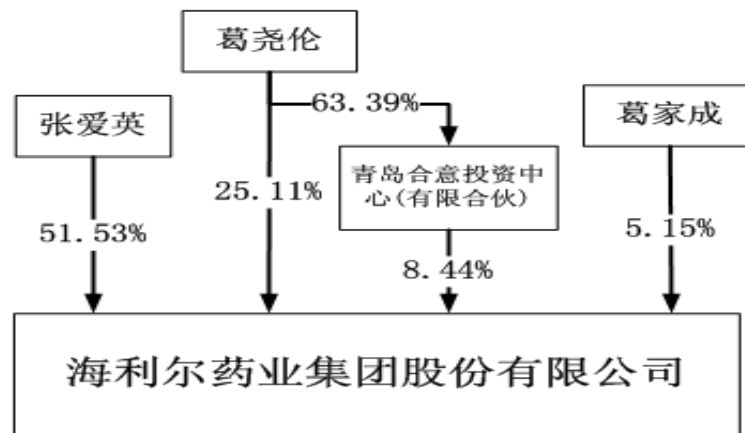 葛尧伦
张爱英
63.39%
葛家成
青岛合意投资中
心(有限合伙)
51.53%
25.11%
8.44%
5.15%
海利尔药业集团股份有限公司